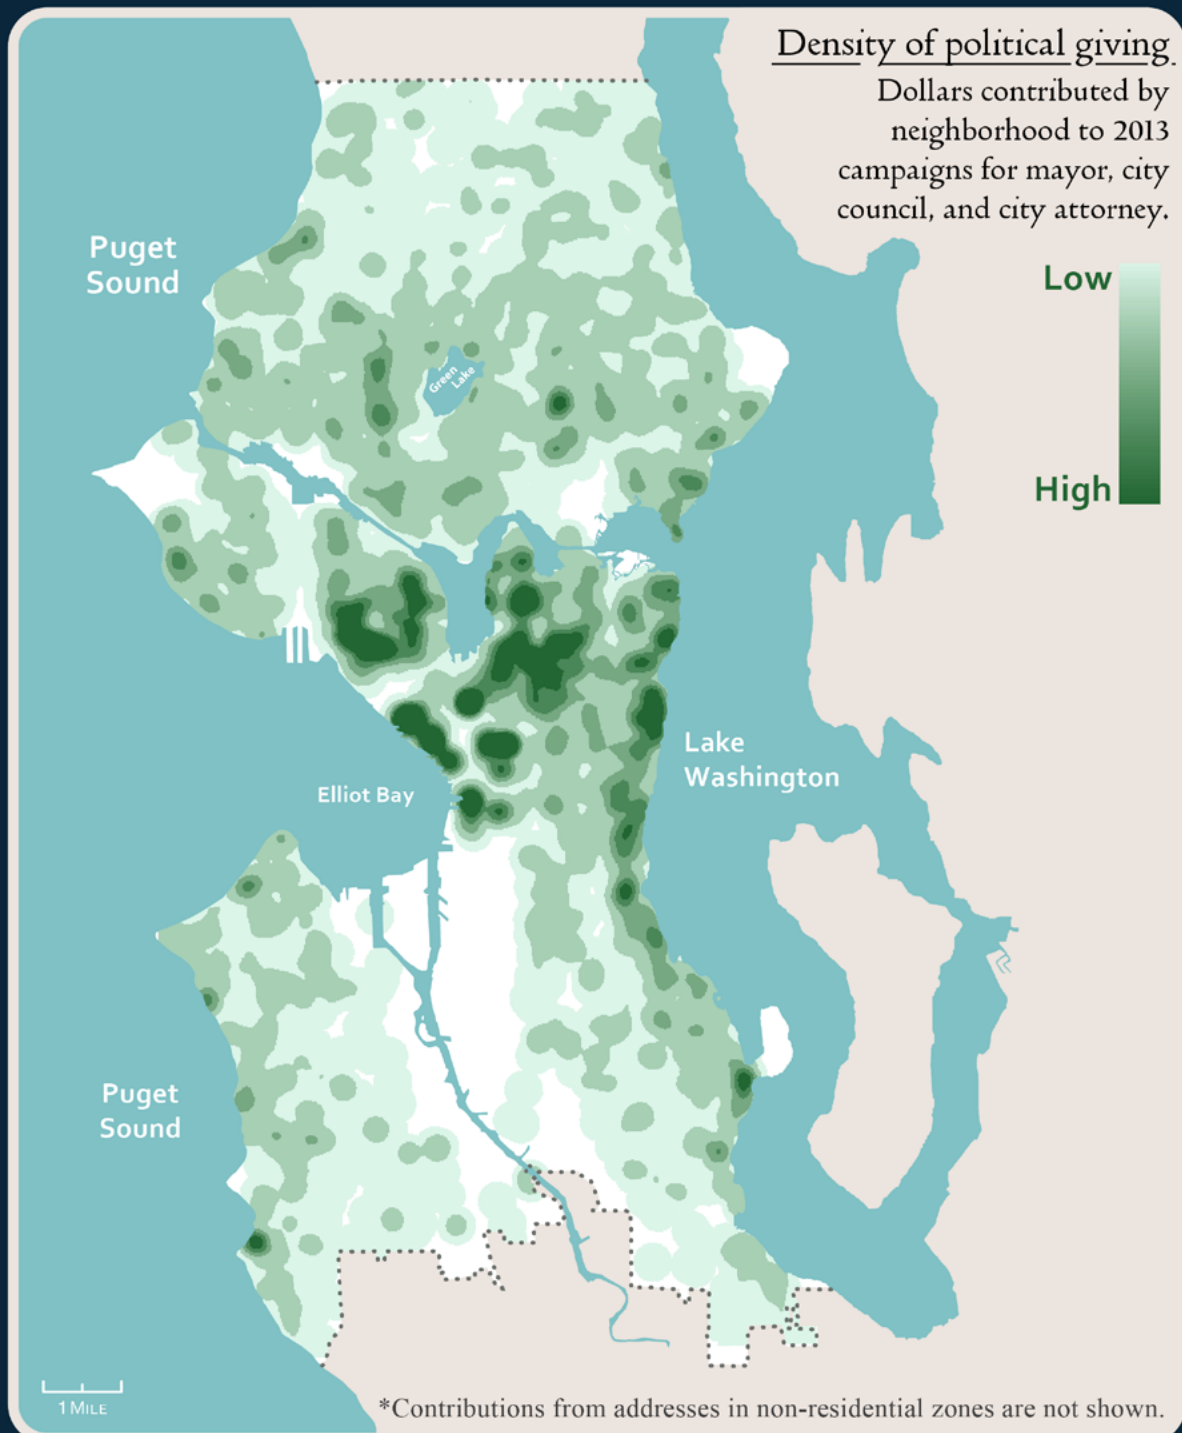 Density of political giving
Dollars contributed by
neighborhood to 2013
campaigns for mayor, city
council, and city attorney.
Puget
Sound
Low
High
Green
Lake
Lake
Washington
Elliot Bay
Puget
Sound
1 MILE
*Contributions from addresses in non-residential zones are not shown.